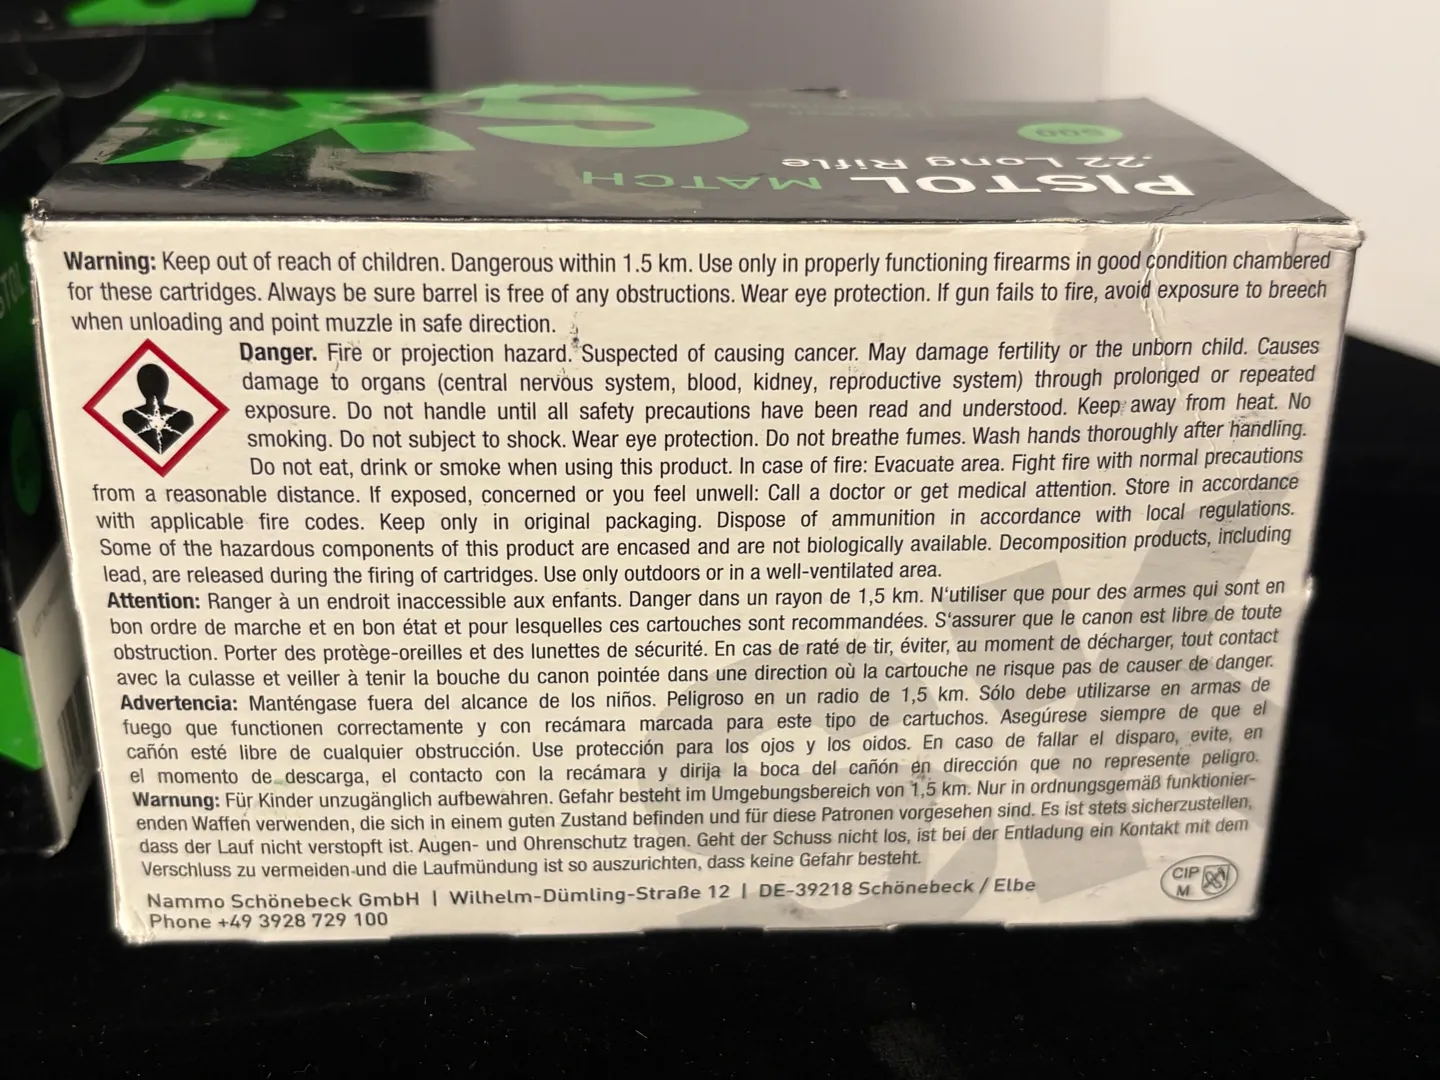 SK
500
.22 Long Rifle
PISTOL MATCH
Warning: Keep out of reach of children. Dangerous within 1.5 km. Use only in properly functioning firearms in good condition chambered
for these cartridges. Always be sure barrel is free of any obstructions. Wear eye protection. If gun fails to fire, avoid exposure to breech
when unloading and point muzzle in safe direction.
Danger. Fire or projection hazard. Suspected of causing cancer. May damage fertility or the unborn child. Causes
damage to organs (central nervous system, blood, kidney, reproductive system) through prolonged or repeated
exposure. Do not handle until all safety precautions have been read and understood. Keep away from heat. No
smoking. Do not subject to shock. Wear eye protection. Do not breathe fumes. Wash hands thoroughly after handling.
Do not eat, drink or smoke when using this product. In case of fire: Evacuate area. Fight fire with normal precautions
from a reasonable distance. If exposed, concerned or you feel unwell: Call a doctor or get medical attention. Store in accordance
with applicable fire codes. Keep only in original packaging. Dispose of ammunition in accordance with local regulations.
Some of the hazardous components of this product are encased and are not biologically available. Decomposition products, including
lead, are released during the firing of cartridges. Use only outdoors or in a well-ventilated area.
Attention: Ranger à un endroit inaccessible aux enfants. Danger dans un rayon de 1,5 km. N‘utiliser que pour des armes qui sont en
bon ordre de marche et en bon état et pour lesquelles ces cartouches sont recommandées. S‘assurer que le canon est libre de toute
obstruction. Porter des protège-oreilles et des lunettes de sécurité. En cas de raté de tir, éviter, au moment de décharger, tout contact
avec la culasse et veiller à tenir la bouche du canon pointée dans une direction où la cartouche ne risque pas de causer de danger.
Advertencia: Manténgase fuera del alcance de los niños. Peligroso en un radio de 1,5 km. Sólo debe utilizarse en armas de
fuego que functionen correctamente y con recámara marcada para este tipo de cartuchos. Asegúrese siempre de que el
cañón esté libre de cualquier obstrucción. Use protección para los ojos y los oidos. En caso de fallar el disparo, evite, en
el momento de descarga, el contacto con la recámara y dirija la boca del cañón en dirección que no represente peligro.
Warnung: Für Kinder unzugänglich aufbewahren. Gefahr besteht im Umgebungsbereich von 1,5 km. Nur in ordnungsgemäß funktionier-
enden Waffen verwenden, die sich in einem guten Zustand befinden und für diese Patronen vorgesehen sind. Es ist stets sicherzustellen,
dass der Lauf nicht verstopft ist. Augen- und Ohrenschutz tragen. Geht der Schuss nicht los, ist bei der Entladung ein Kontakt mit dem
Verschluss zu vermeiden und die Laufmündung ist so auszurichten, dass keine Gefahr besteht.
Nammo Schönebeck GmbH | Wilhelm-Dümling-Straße 12 | DE-39218 Schönebeck / Elbe
Phone +49 3928 729 100
CIP
M